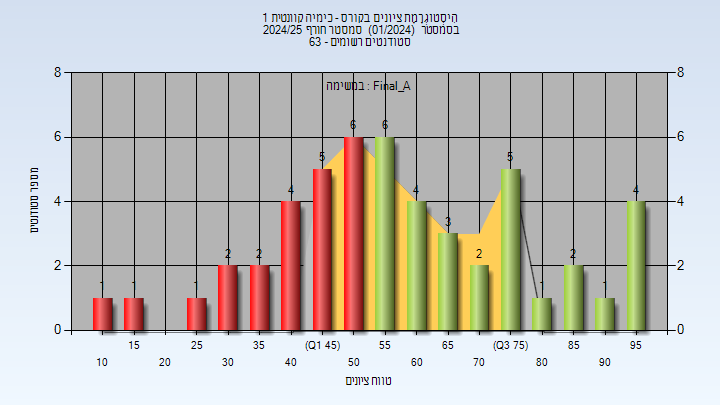 היסטוגרמת ציונים בקורס - כימיה קוונטית 1
בסמסטר (01/2024) סמסטר חורף 2024/25
סטודנטים רשומים - 63
במשימה : Final_A
מספר סטודנטים
8 8
6 6
4 4
2 2
0 0
1 1 1 2 2 4 5 6 6 4 3 2 5 1 2 1 4
15 25 35 (Q1 45) 55 65 (Q3 75) 85 95
10 20 30 40 50 60 70 80 90
טווח ציונים